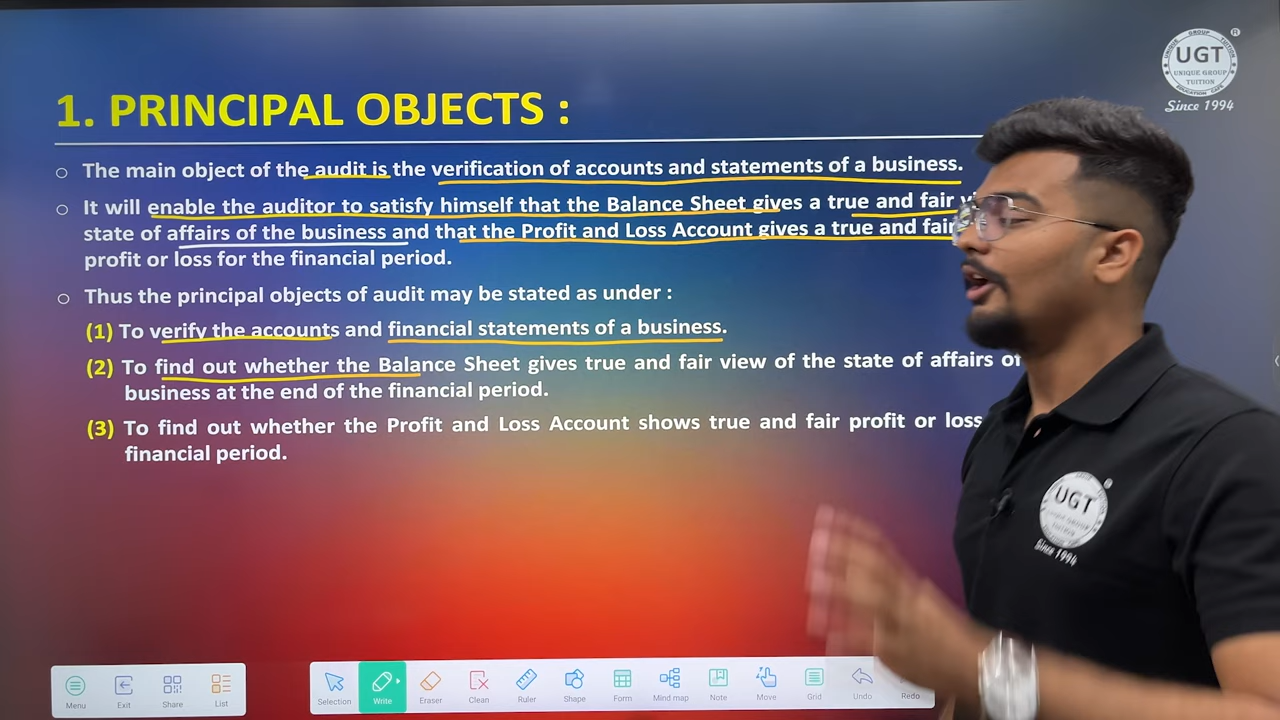 1. PRINCIPAL OBJECTS :
The main object of the audit is the verification of accounts and statements of a business.
It will enable the auditor to satisfy himself that the Balance Sheet gives a true and fair
state of affairs of the business and that the Profit and Loss Account gives a true and fair
profit or loss for the financial period.
Thus the principal objects of audit may be stated as under :
(1) To verify the accounts and financial statements of a business.
(2) To find out whether the Balance Sheet gives true and fair view of the state of affairs of
business at the end of the financial period.
(3) To find out whether the Profit and Loss Account shows true and fair profit or loss
financial period.
UNIQUE GROUP TUITION
UGT
UNIQUE GROUP
TUITION
EDUCATION CAFE
®
Since 1994
UGT
UNIQUE GROUP
TUITION
Since 1994
Menu Exit Share List
Selection Write Eraser Clean Ruler Shape Form Mind map Note Move Grid Undo Redo